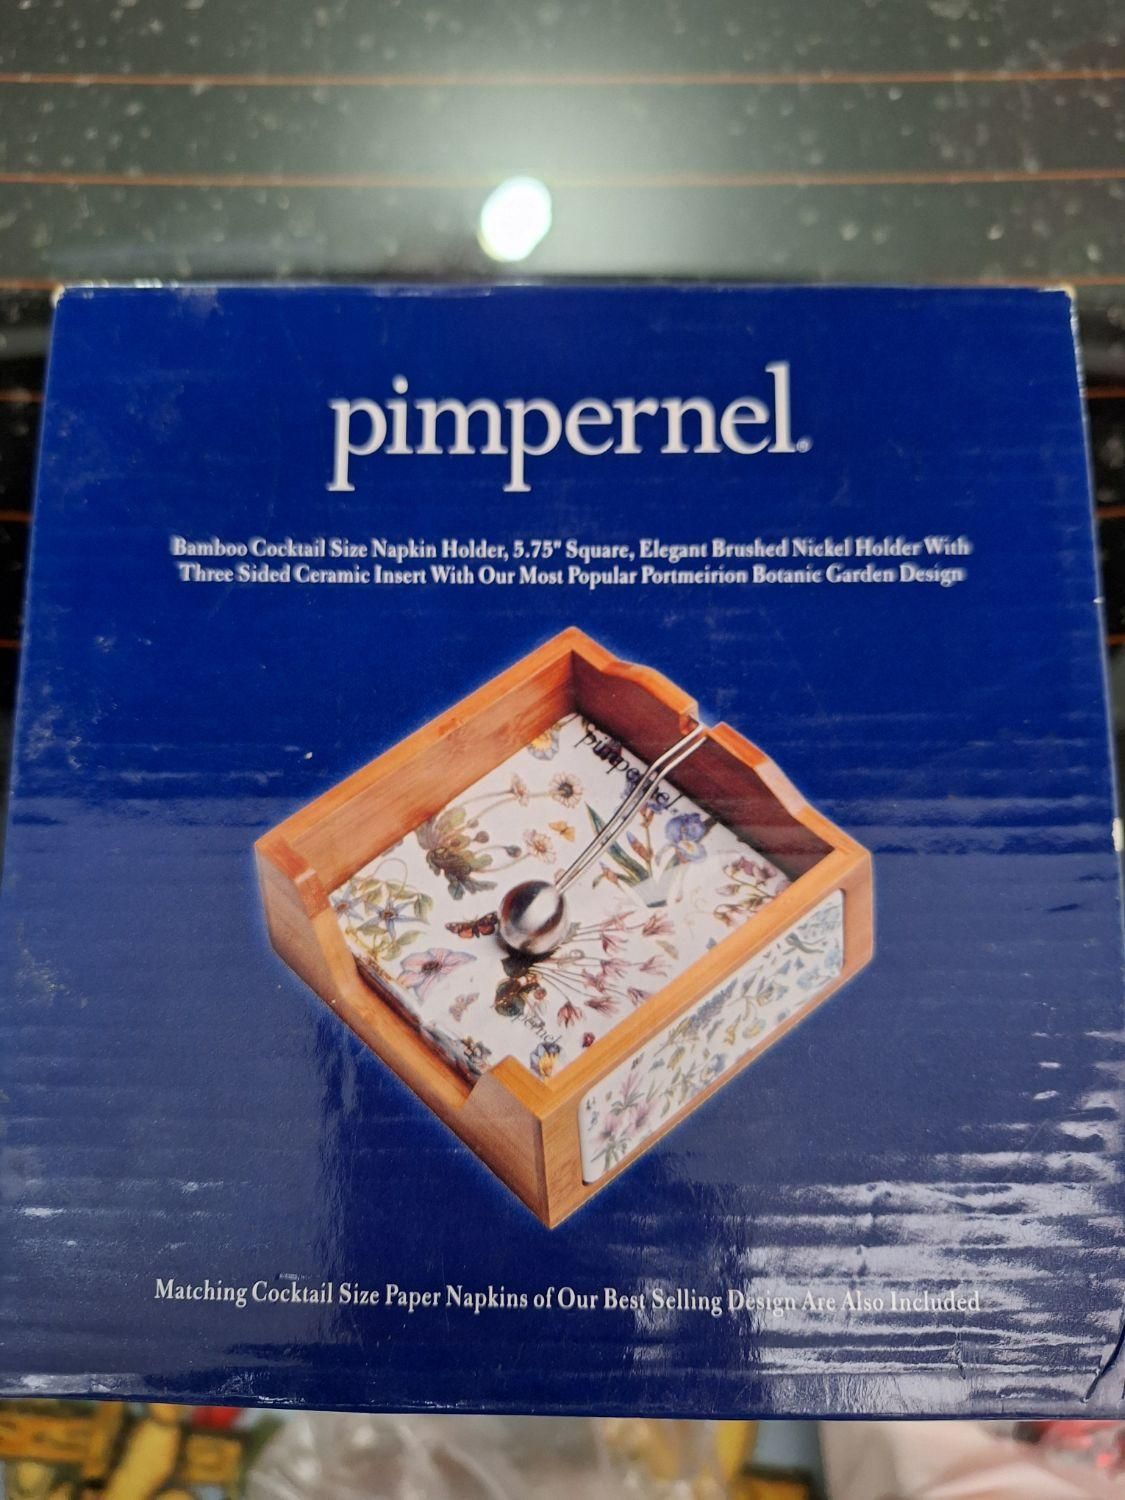 pimpernel®
Bamboo Cocktail Size Napkin Holder, 5.75" Square, Elegant Brushed Nickel Holder With
Three Sided Ceramic Insert With Our Most Popular Portmeirion Botanic Garden Design
pimpernel
pimpernel
Matching Cocktail Size Paper Napkins of Our Best Selling Design Are Also Included